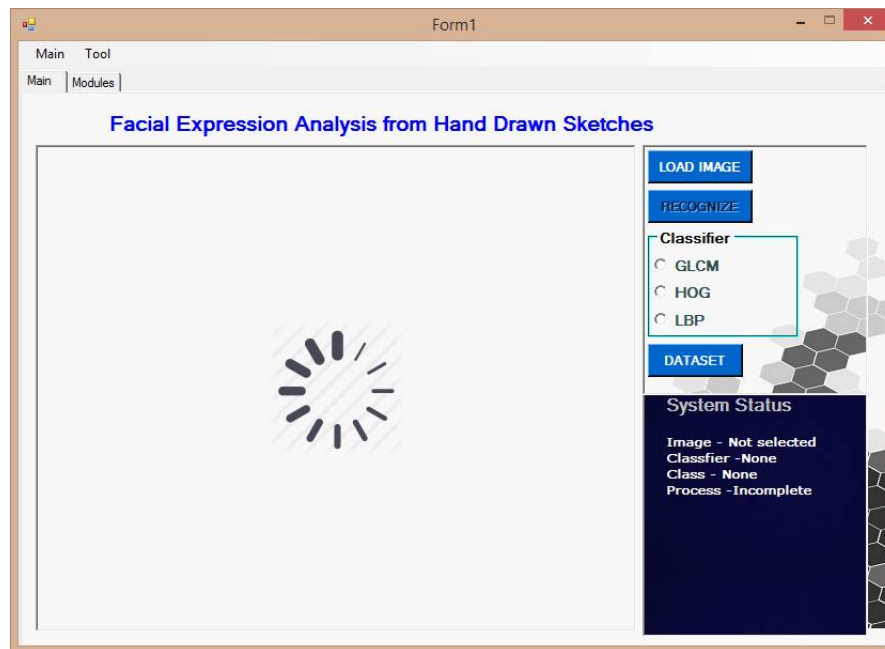 Form1
Main Tool
Main Modules
Facial Expression Analysis from Hand Drawn Sketches
LOAD IMAGE
RECOGNIZE
Classifier
GLCM
HOG
LBP
DATASET
System Status
Image - Not selected
Classfier -None
Class - None
Process -Incomplete